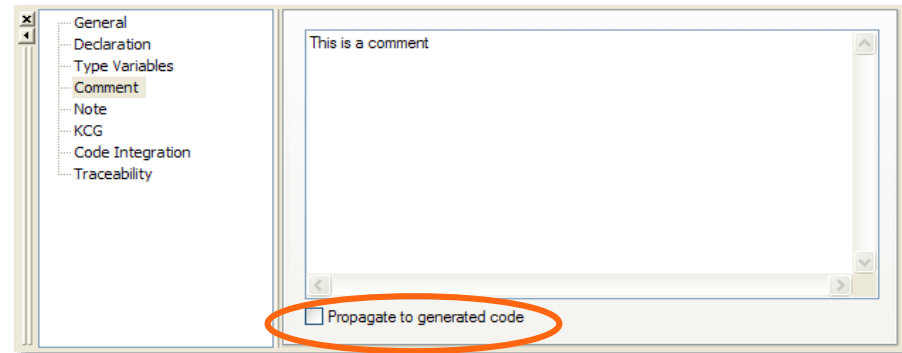 General
Declaration
Type Variables
Comment
Note
KCG
Code Integration
Traceability
This is a comment
Propagate to generated code